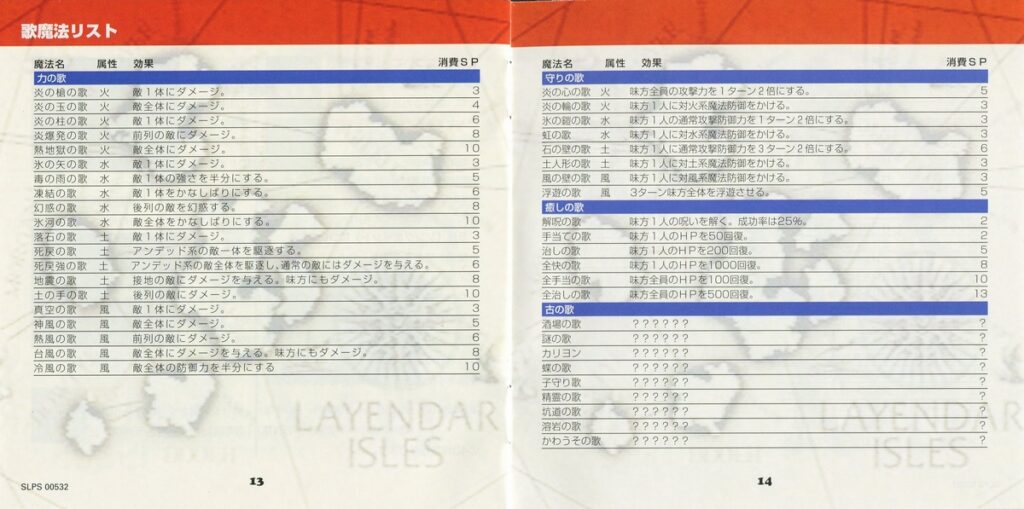 歌魔法リスト
魔法名 属性 効果 消費SP
力の歌
炎の槍の歌 火 敵1体にダメージ。 3
炎の玉の歌 火 敵全体にダメージ。 4
炎の柱の歌 火 敵1体にダメージ。 6
炎爆発の歌 火 前列の敵にダメージ。 8
熱地獄の歌 火 敵全体にダメージ。 10
氷の矢の歌 水 敵1体にダメージ。 3
毒の雨の歌 水 敵1体の強さを半分にする。 5
凍結の歌 水 敵1体をかなしばりにする。 6
幻惑の歌 水 後列の敵を幻惑する。 8
氷河の歌 水 敵全体をかなしばりにする。 10
落石の歌 土 敵1体にダメージ。 3
死戻の歌 土 アンデッド系の敵一体を駆逐する。 5
死戻強の歌 土 アンデッド系の敵全体を駆逐し、通常の敵にはダメージを与える。 6
地震の歌 土 接地の敵にダメージを与える。味方にもダメージ。 8
土の手の歌 土 後列の敵にダメージ。 10
真空の歌 風 敵1体にダメージ。 3
神風の歌 風 敵全体にダメージ。 5
熱風の歌 風 前列の敵にダメージ。 6
台風の歌 風 敵全体にダメージを与える。味方にもダメージ。 8
冷風の歌 風 敵全体の防御力を半分にする 10
LAYENDAR
ISLES
SLPS 00532
13
魔法名 属性 効果 消費SP
守りの歌
炎の心の歌 火 味方全員の攻撃力を1ターン2倍にする。 5
炎の輪の歌 火 味方1人に対火系魔法防御をかける。 3
氷の鎧の歌 水 味方1人の通常攻撃防御力を1ターン2倍にする。 3
虹の歌 水 味方1人に対水系魔法防御をかける。 3
石の壁の歌 土 味方1人に通常攻撃防御力を3ターン2倍にする。 6
土人形の歌 土 味方1人に対土系魔法防御をかける。 3
風の壁の歌 風 味方1人に対風系魔法防御をかける。 3
浮遊の歌 風 3ターン味方全体を浮遊させる。 5
癒しの歌
解呪の歌 味方1人の呪いを解く。成功率は25%。 2
手当ての歌 味方1人のHPを50回復。 2
治しの歌 味方1人のHPを200回復。 5
全快の歌 味方1人のHPを1000回復。 8
全手当の歌 味方全員のHPを100回復。 10
全治しの歌 味方全員のHPを500回復。 13
古の歌
酒場の歌 ?????? ?
謎の歌 ?????? ?
カリヨン ?????? ?
蝶の歌 ?????? ?
子守り歌 ?????? ?
精霊の歌 ?????? ?
坑道の歌 ?????? ?
溶岩の歌 ?????? ?
かわうその歌 ?????? ?
LAYENDAR
ISLES
14